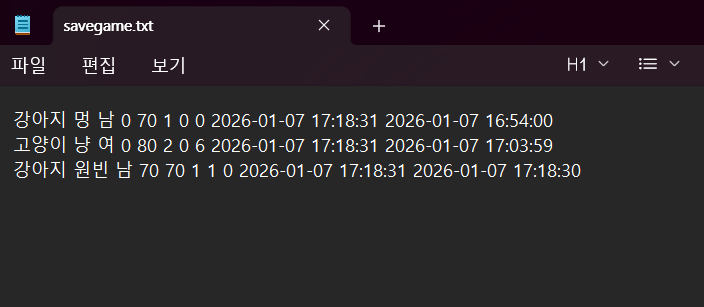 savegame.txt
파일 편집 보기 H1
강아지 멍 남 0 70 1 0 0 2026-01-07 17:18:31 2026-01-07 16:54:00
고양이 냥 여 0 80 2 0 6 2026-01-07 17:18:31 2026-01-07 17:03:59
강아지 원빈 남 70 70 1 1 0 2026-01-07 17:18:31 2026-01-07 17:18:30